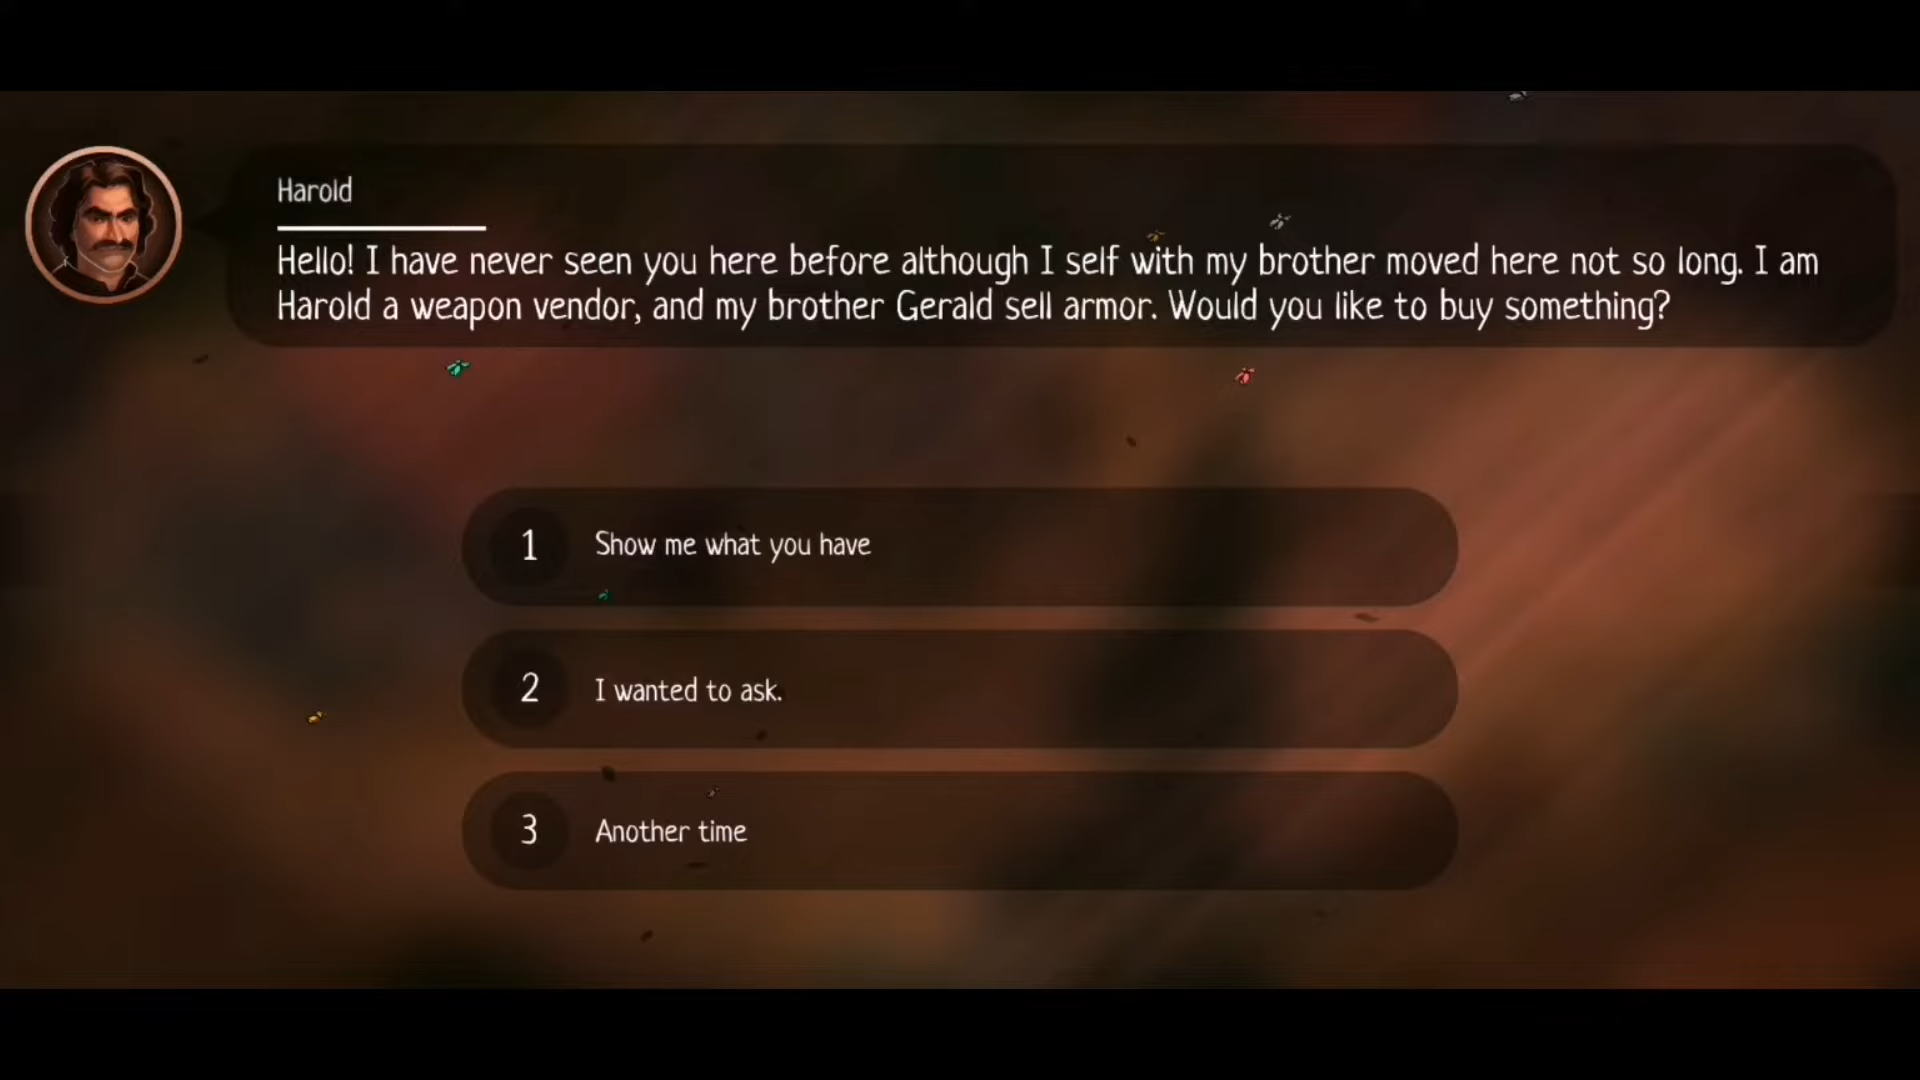 Harold
Hello! I have never seen you here before although I self with my brother moved here not so long. I am
Harold a weapon vendor, and my brother Gerald sell armor. Would you like to buy something?
1 Show me what you have
2 I wanted to ask.
3 Another time